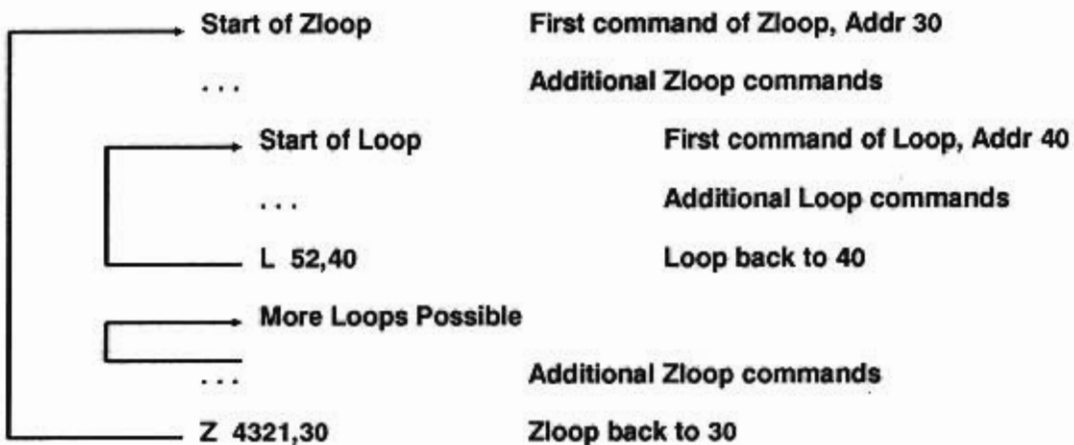 Start of Zloop First command of Zloop, Addr 30
. . . Additional Zloop commands
Start of Loop First command of Loop, Addr 40
. . . Additional Loop commands
L 52,40 Loop back to 40
More Loops Possible
. . . Additional Zloop commands
Z 4321,30 Zloop back to 30